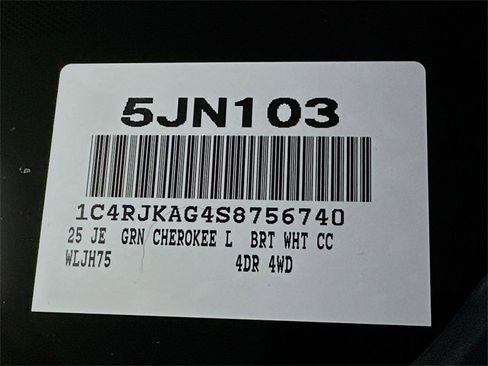 5JN103
1C4RJKAG4S8756740
25 JE GRN CHEROKEE L BRT WHT CC
WLJH75 4DR 4WD